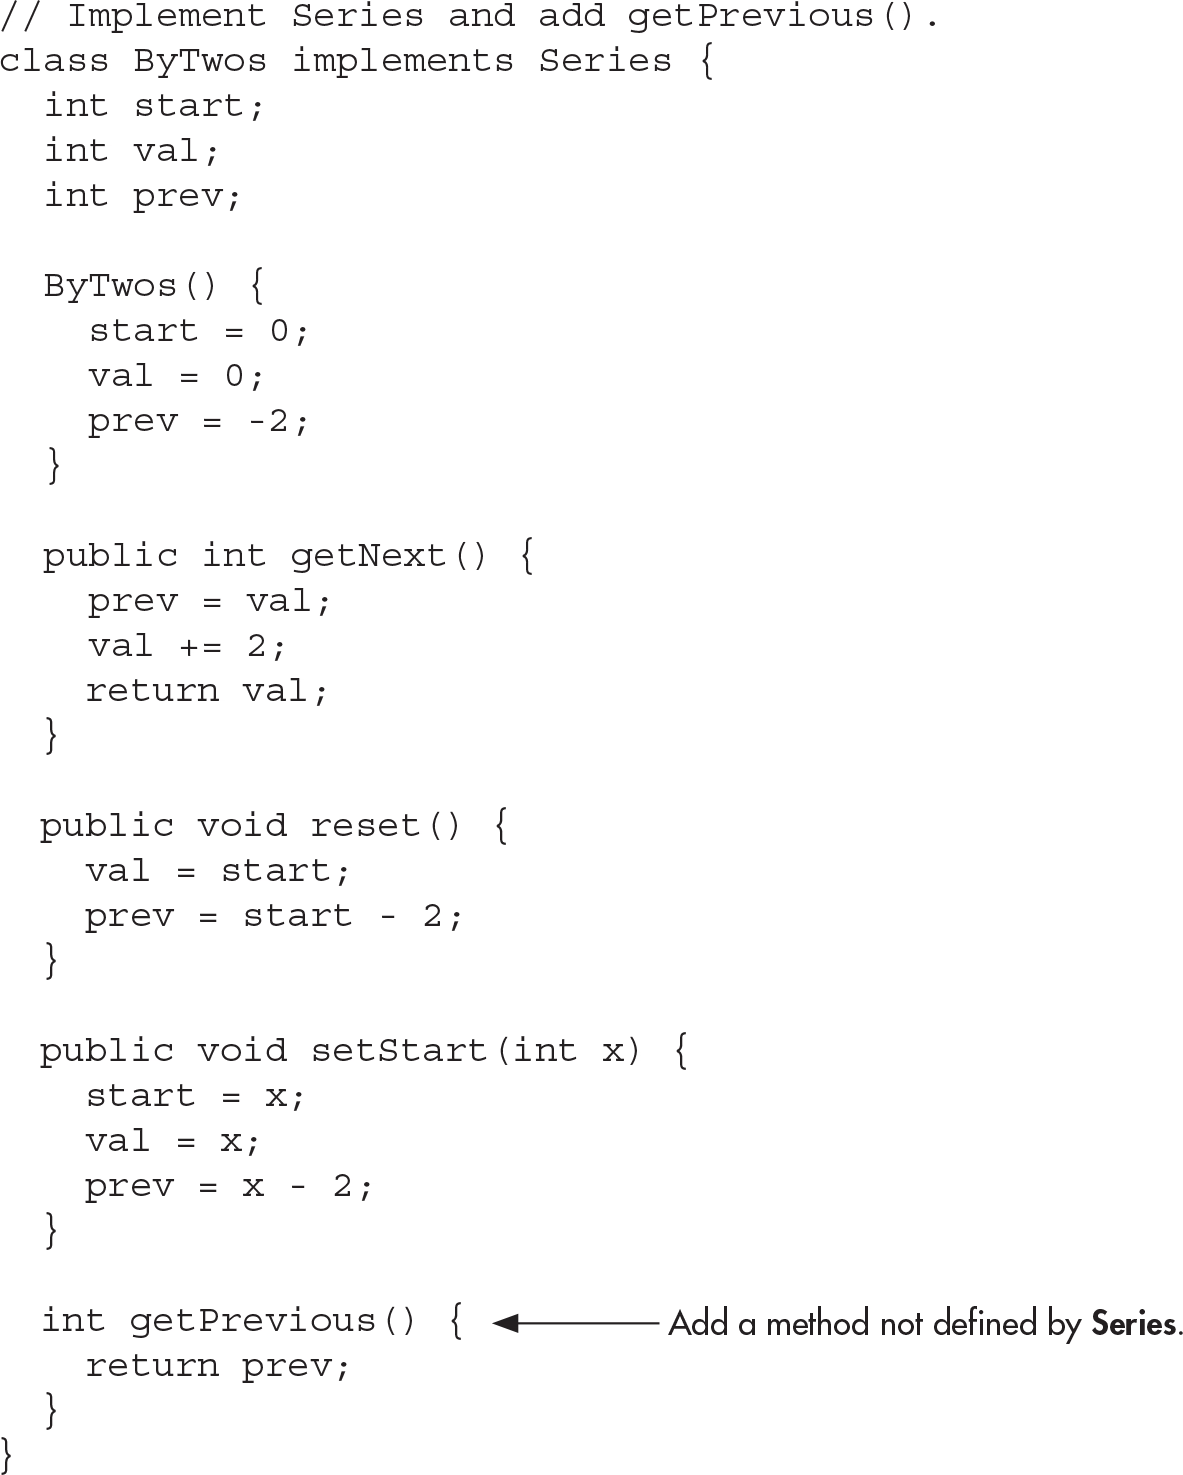 // Implement Series and add getPrevious().
class ByTwos implements Series {
  int start;
  int val;
  int prev;

  ByTwos() {
    start = 0;
    val = 0;
    prev = -2;
  }

  public int getNext() {
    prev = val;
    val += 2;
    return val;
  }

  public void reset() {
    val = start;
    prev = start - 2;
  }

  public void setStart(int x) {
    start = x;
    val = x;
    prev = x - 2;
  }

  int getPrevious() { Add a method not defined by Series.
    return prev;
  }
}